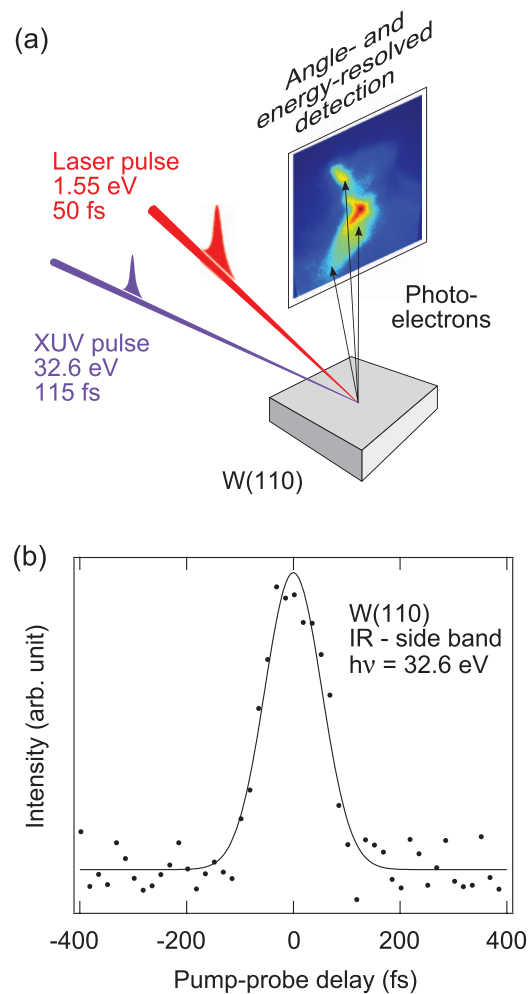 (a)
Angle- and
energy-resolved
detection
Laser pulse
1.55 eV
50 fs
XUV pulse
32.6 eV
115 fs
Photo-
electrons
W(110)
(b)
W(110)
IR - side band
hν = 32.6 eV
Intensity (arb. unit)
-400
-200
0
200
400
Pump-probe delay (fs)